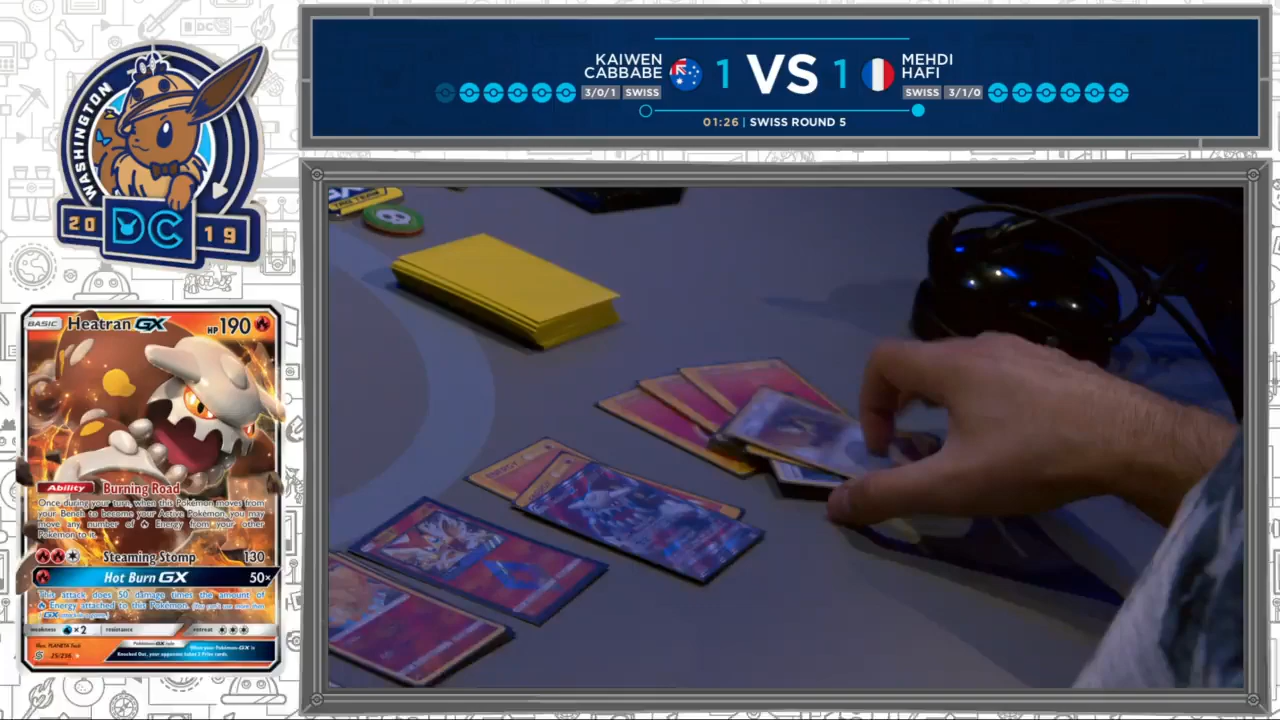 WASHINGTON
20 DC 19
KAIWEN
CABBABE
3/0/1 SWISS
1 VS 1
MEHDI
HAFI
SWISS 3/1/0
01:26 | SWISS ROUND 5
BASIC Heatran GX HP 190
Ability Burning Road
Once during your turn, when this Pokémon moves from
your Bench to become your Active Pokémon, you may
move any number of Energy from your other
Pokémon to it.
Steaming Stomp 130
Hot Burn GX 50×
This attack does 50 damage times the amount of
Energy attached to this Pokémon.
weakness ×2 resistance retreat
25/236